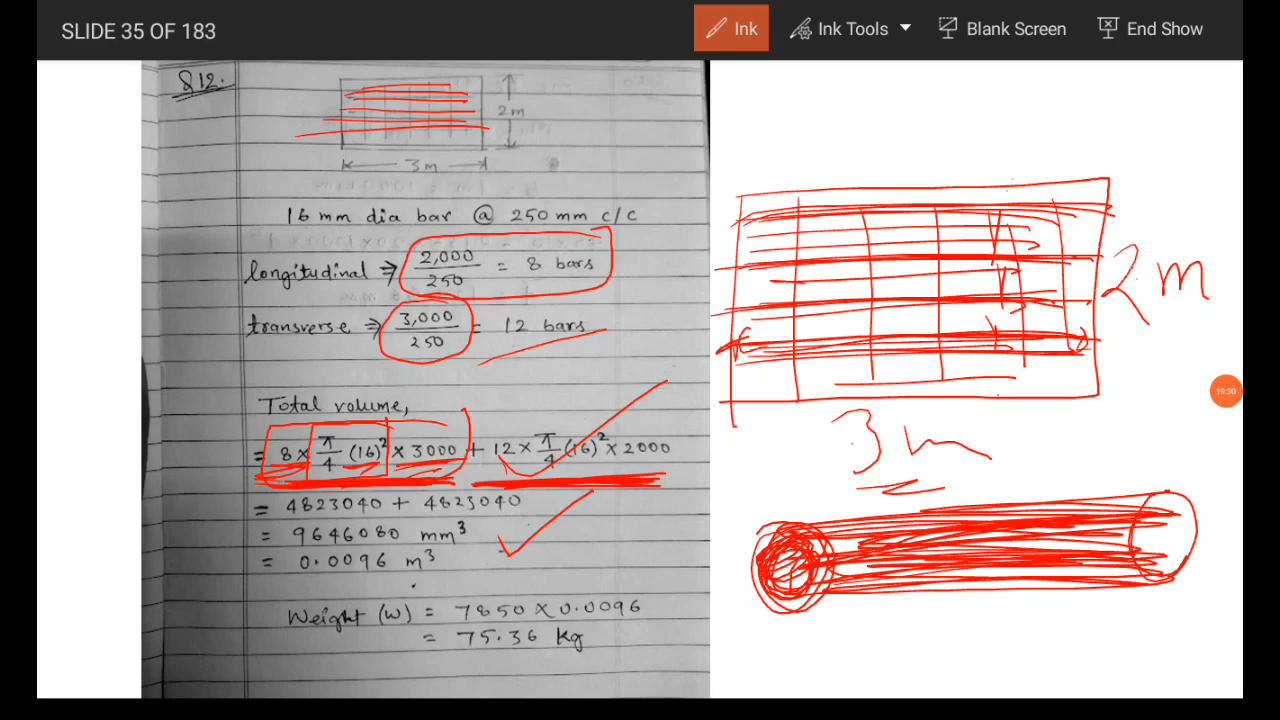 SLIDE 35 OF 183
Ink
Ink Tools
Blank Screen
End Show
Q12.
2m
3m
16 mm dia bar @ 250 mm c/c
longitudinal ⇒ 2,000/250 = 8 bars
transverse ⇒ 3,000/250 = 12 bars
Total volume,
= 8 × π/4 (16)² × 3000 + 12 × π/4 (16)² × 2000
= 4823040 + 4823040
= 9646080 mm³
= 0.0096 m³
Weight (W) = 7850 × 0.0096
= 75.36 kg
2m
3m
19:30